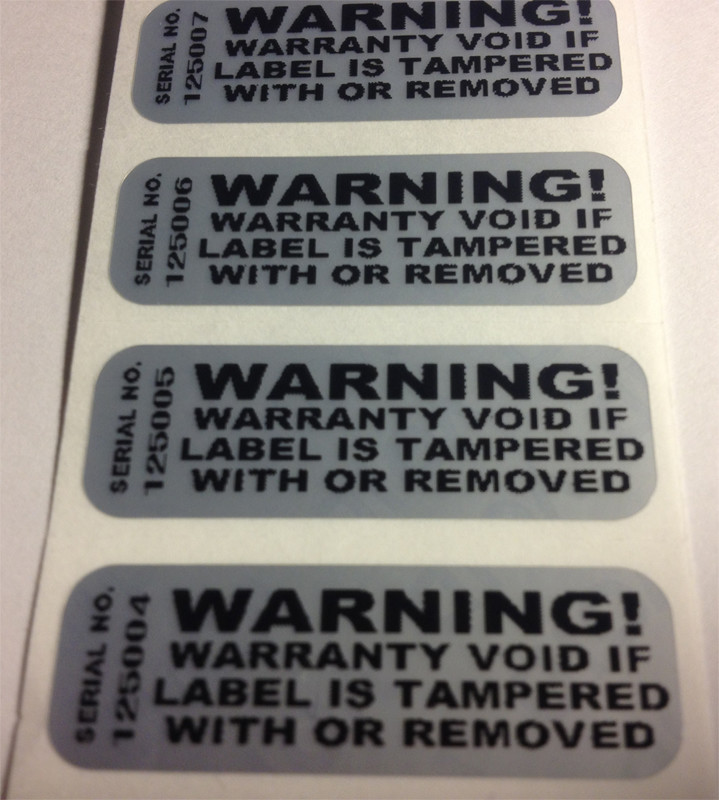 SERIAL NO.
125007
WARNING!
WARRANTY VOID IF
LABEL IS TAMPERED
WITH OR REMOVED
SERIAL NO.
125006
WARNING!
WARRANTY VOID IF
LABEL IS TAMPERED
WITH OR REMOVED
SERIAL NO.
125005
WARNING!
WARRANTY VOID IF
LABEL IS TAMPERED
WITH OR REMOVED
SERIAL NO.
125004
WARNING!
WARRANTY VOID IF
LABEL IS TAMPERED
WITH OR REMOVED